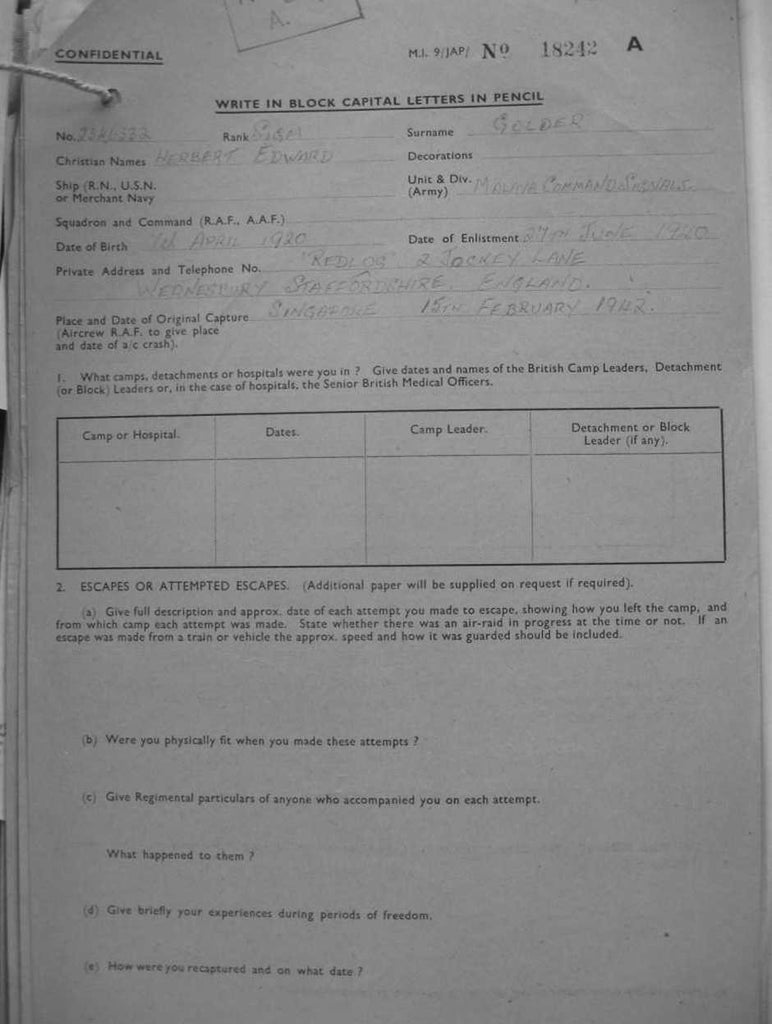 A.
CONFIDENTIAL
M.I. 9/JAP/ No 18242 A
WRITE IN BLOCK CAPITAL LETTERS IN PENCIL
No. Rank SIGM Surname GOLDER
Christian Names HERBERT EDWARD Decorations
Ship (R.N., U.S.N. or Merchant Navy
Unit & Div. (Army) MALAYA COMMAND SIGNALS.
Squadron and Command (R.A.F., A.A.F.)
Date of Birth 1st APRIL 1920 Date of Enlistment 27TH JUNE 1940
Private Address and Telephone No. "REDLOS" 2 JOCKEY LANE
WEDNESBURY STAFFORDSHIRE. ENGLAND.
Place and Date of Original Capture SINGAPORE 15TH FEBRUARY 1942.
(Aircrew R.A.F. to give place
and date of a/c crash).
1. What camps, detachments or hospitals were you in ? Give dates and names of the British Camp Leaders, Detachment
(or Block) Leaders or, in the case of hospitals, the Senior British Medical Officers.
Camp or Hospital. Dates. Camp Leader. Detachment or Block
Leader (if any).
2. ESCAPES OR ATTEMPTED ESCAPES. (Additional paper will be supplied on request if required).
(a) Give full description and approx. date of each attempt you made to escape, showing how you left the camp, and
from which camp each attempt was made. State whether there was an air-raid in progress at the time or not. If an
escape was made from a train or vehicle the approx. speed and how it was guarded should be included.
(b) Were you physically fit when you made these attempts ?
(c) Give Regimental particulars of anyone who accompanied you on each attempt.
What happened to them ?
(d) Give briefly your experiences during periods of freedom.
(e) How were you recaptured and on what date ?